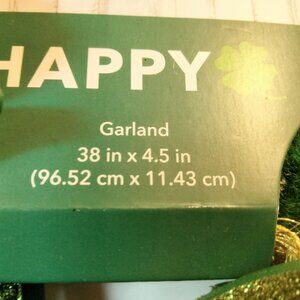 HAPPY
Garland
38 in x 4.5 in
(96.52 cm x 11.43 cm)